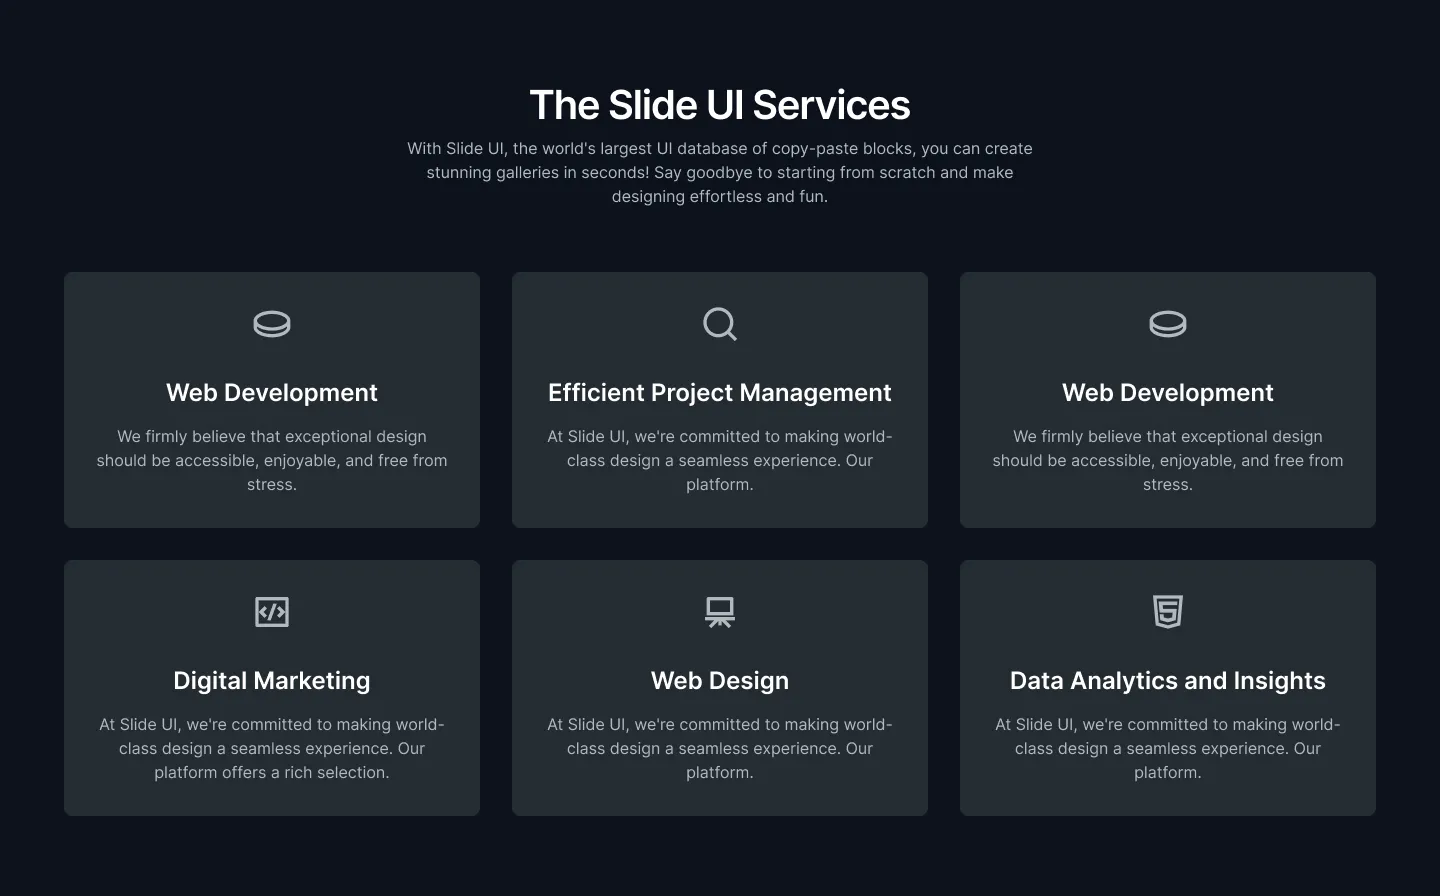 The Slide UI Services
With Slide UI, the world's largest UI database of copy-paste blocks, you can create
stunning galleries in seconds! Say goodbye to starting from scratch and make
designing effortless and fun.
Web Development
We firmly believe that exceptional design
should be accessible, enjoyable, and free from
stress.
Efficient Project Management
At Slide UI, we're committed to making world-
class design a seamless experience. Our
platform.
Web Development
We firmly believe that exceptional design
should be accessible, enjoyable, and free from
stress.
Digital Marketing
At Slide UI, we're committed to making world-
class design a seamless experience. Our
platform offers a rich selection.
Web Design
At Slide UI, we're committed to making world-
class design a seamless experience. Our
platform.
Data Analytics and Insights
At Slide UI, we're committed to making world-
class design a seamless experience. Our
platform.